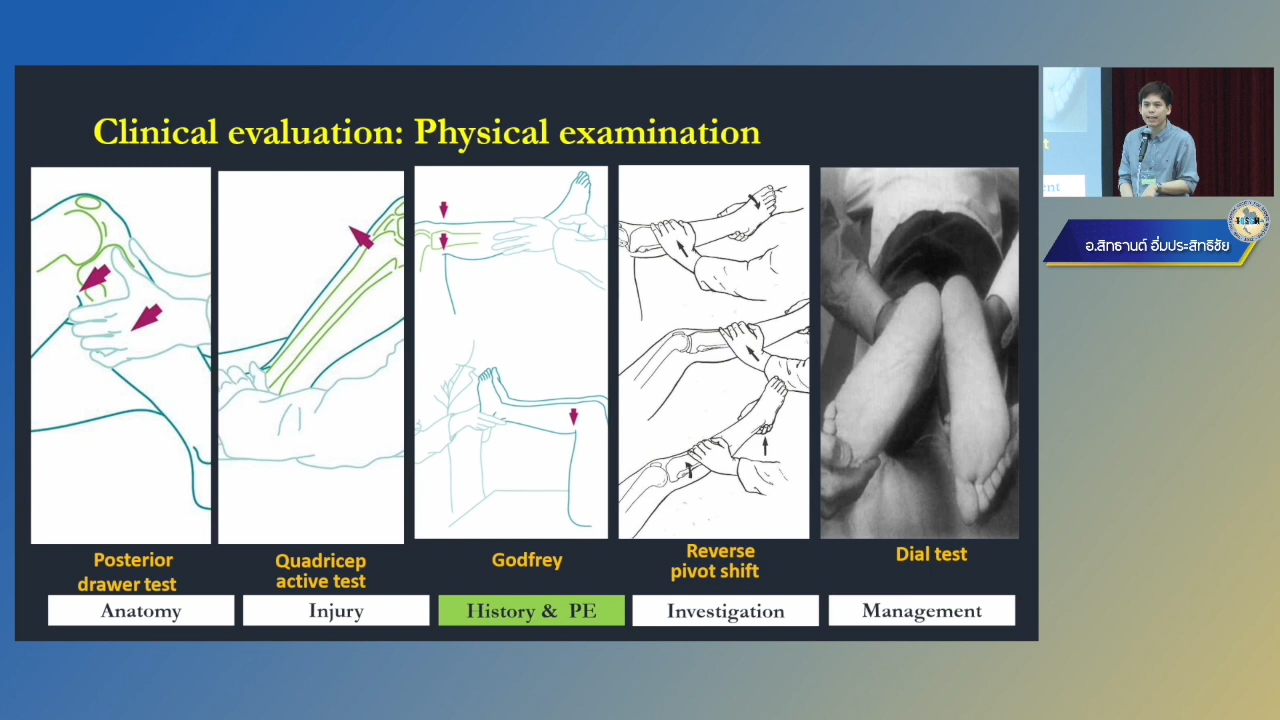 Clinical evaluation: Physical examination
Posterior
drawer test
Quadricep
active test
Godfrey
Reverse
pivot shift
Dial test
Anatomy
Injury
History & PE
Investigation
Management
อ.สิทธานต์ อิ่มประสิทธิชัย